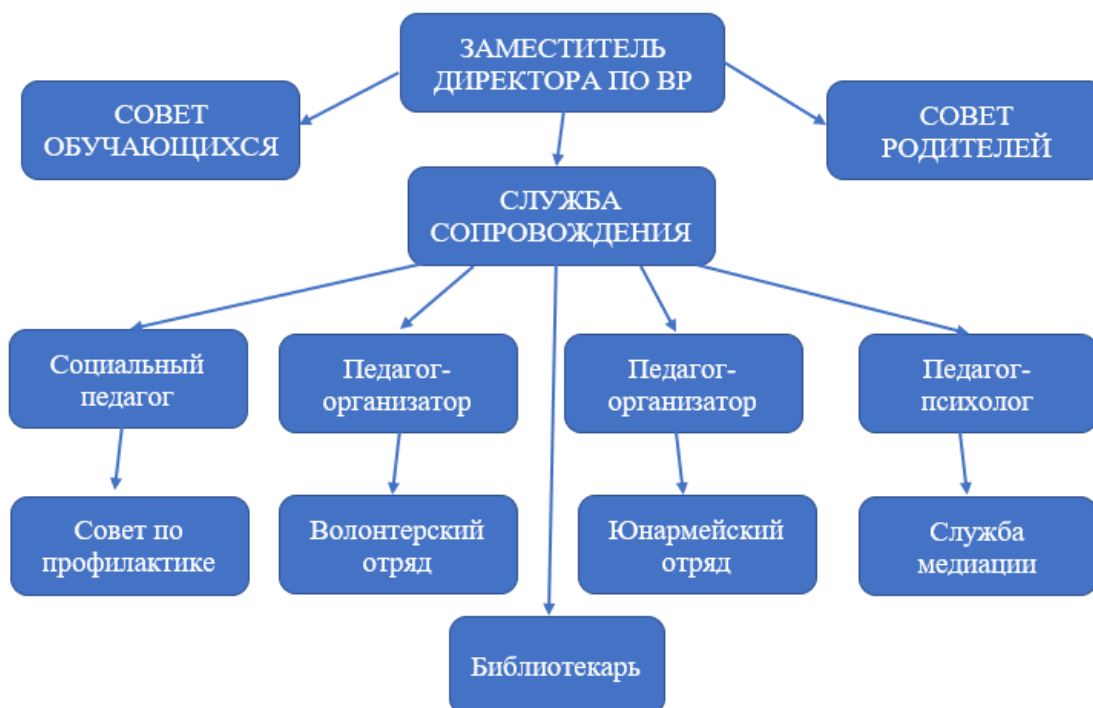 ЗАМЕСТИТЕЛЬ
ДИРЕКТОРА ПО ВР
СОВЕТ
ОБУЧАЮЩИХСЯ
СОВЕТ
РОДИТЕЛЕЙ
СЛУЖБА
СОПРОВОЖДЕНИЯ
Социальный
педагог
Педагог-
организатор
Педагог-
организатор
Педагог-
психолог
Совет по
профилактике
Волонтерский
отряд
Юнармейский
отряд
Служба
медиации
Библиотекарь